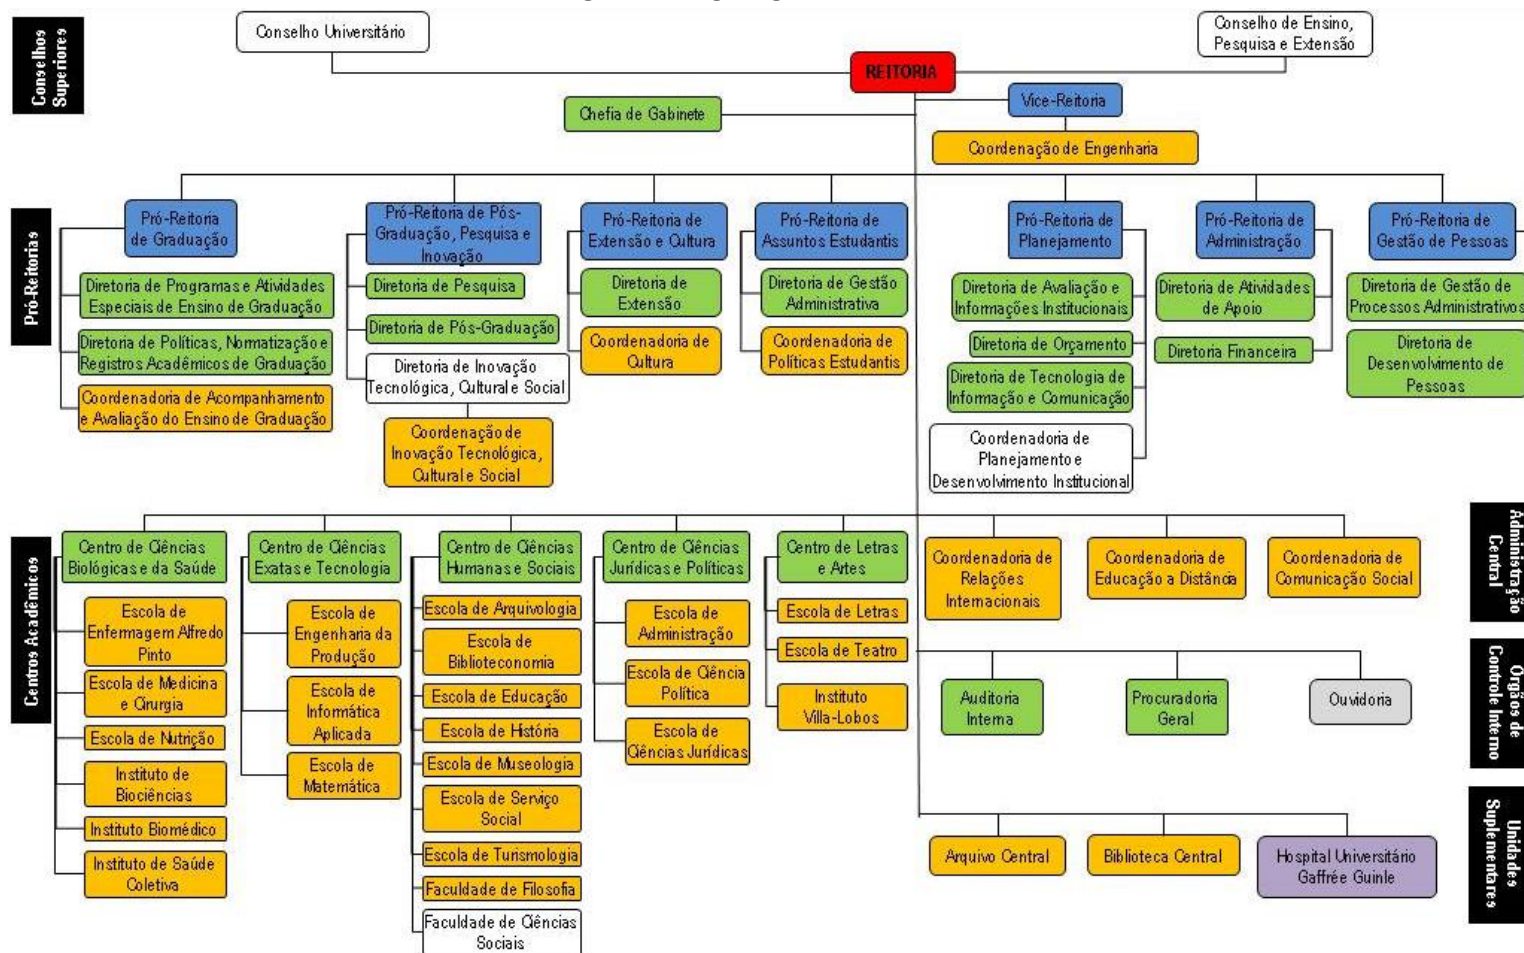 Conselhos
Superiores
Conselho Universitário
Conselho de Ensino,
Pesquisa e Extensão
REITORIA
Vice-Reitoria
Chefia de Gabinete
Coordenação de Engenharia
Pró-Reitorias
Pró-Reitoria
de Graduação
Diretoria de Programas e Atividades
Especiais de Ensino de Graduação
Diretoria de Políticas, Normatização e
Registros Acadêmicos de Graduação
Coordenadoria de Acompanhamento
e Avaliação do Ensino de Graduação
Pró-Reitoria de Pós-
Graduação, Pesquisa e
Inovação
Diretoria de Pesquisa
Diretoria de Pós-Graduação
Diretoria de Inovação
Tecnológica, Cultural e Social
Coordenação de
Inovação Tecnológica,
Cultural e Social
Pró-Reitoria de
Extensão e Cultura
Diretoria de
Extensão
Coordenadoria de
Cultura
Pró-Reitoria de
Assuntos Estudantis
Diretoria de Gestão
Administrativa
Coordenadoria de
Políticas Estudantis
Pró-Reitoria de
Planejamento
Diretoria de Avaliação e
Informações Institucionais
Diretoria de Orçamento
Diretoria de Tecnologia de
Informação e Comunicação
Coordenadoria de
Planejamento e
Desenvolvimento Institucional
Pró-Reitoria de
Administração
Diretoria de Atividades
de Apoio
Diretoria Financeira
Pró-Reitoria de
Gestão de Pessoas
Diretoria de Gestão de
Processos Administrativos
Diretoria de
Desenvolvimento de
Pessoas
Centros Acadêmicos
Centro de Ciências
Biológicas e da Saúde
Escola de
Enfermagem Alfredo
Pinto
Escola de Medicina
e Cirurgia
Escola de Nutrição
Instituto de
Biociências
Instituto Biomédico
Instituto de Saúde
Coletiva
Centro de Ciências
Exatas e Tecnologia
Escola de
Engenharia da
Produção
Escola de
Informática
Aplicada
Escola de
Matemática
Centro de Ciências
Humanas e Sociais
Escola de Arquivologia
Escola de
Biblioteconomia
Escola de Educação
Escola de História
Escola de Museologia
Escola de Serviço
Social
Escola de Turismologia
Faculdade de Filosofia
Faculdade de Ciências
Sociais
Centro de Ciências
Jurídicas e Políticas
Escola de
Administração
Escola de Ciência
Política
Escola de
Ciências Jurídicas
Centro de Letras
e Artes
Escola de Letras
Escola de Teatro
Instituto
Villa-Lobos
Administração
Central
Coordenadoria de
Relações
Internacionais
Coordenadoria de
Educação a Distância
Coordenadoria de
Comunicação Social
Órgãos de
Controle Interno
Auditoria
Interna
Procuradoria
Geral
Ouvidoria
Unidades
Suplementares
Arquivo Central
Biblioteca Central
Hospital Universitário
Gaffrée Guinle